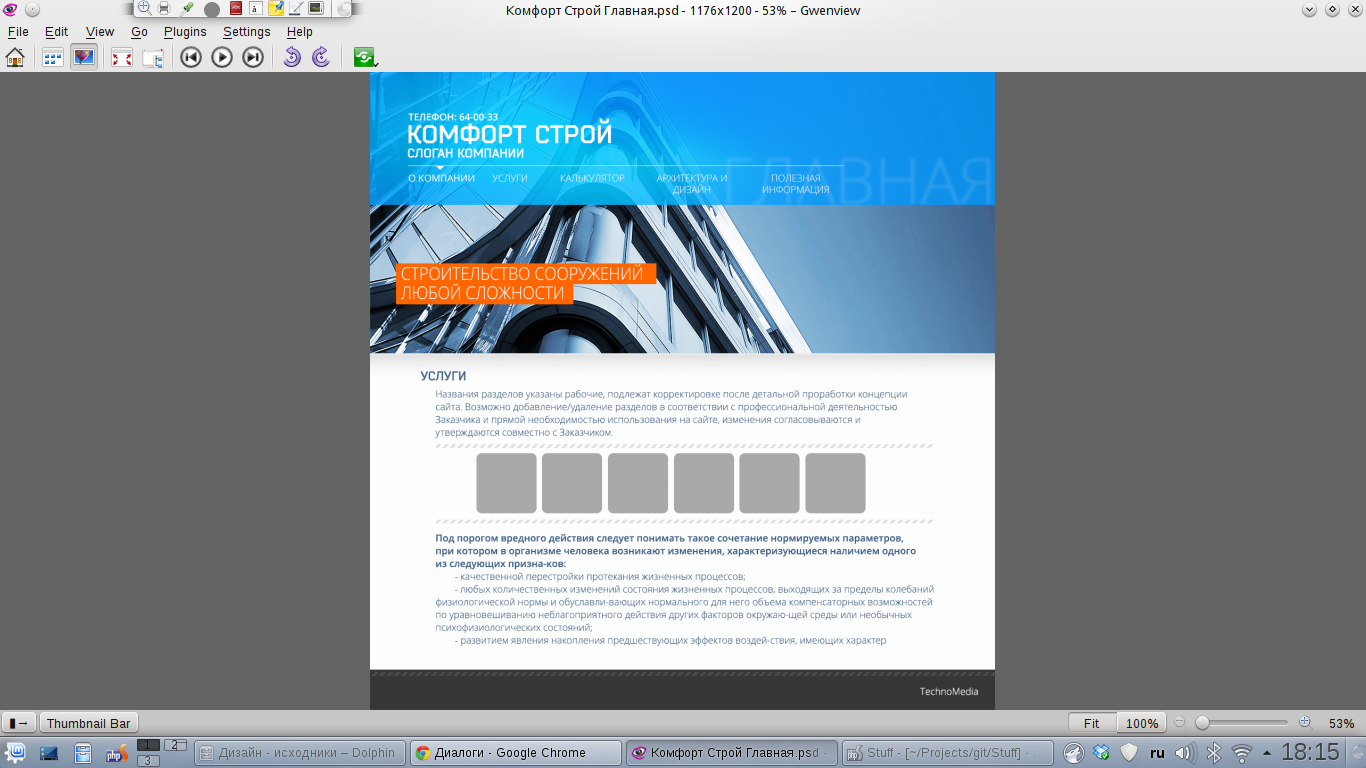 Комфорт Строй Главная.psd - 1176x1200 - 53% – Gwenview
File Edit View Go Plugins Settings Help
ТЕЛЕФОН: 64-00-33
КОМФОРТ СТРОЙ
СЛОГАН КОМПАНИИ
ГЛАВНАЯ
О КОМПАНИИ УСЛУГИ КАЛЬКУЛЯТОР АРХИТЕКТУРА И ПОЛЕЗНАЯ
ДИЗАЙН ИНФОРМАЦИЯ
СТРОИТЕЛЬСТВО СООРУЖЕНИЙ
ЛЮБОЙ СЛОЖНОСТИ
УСЛУГИ
Названия разделов указаны рабочие, подлежат корректировке после детальной проработки концепции
сайта. Возможно добавление/удаление разделов в соответствии с профессиональной деятельностью
Заказчика и прямой необходимостью использования на сайте, изменения согласовываются и
утверждаются совместно с Заказчиком.
Под порогом вредного действия следует понимать такое сочетание нормируемых параметров,
при котором в организме человека возникают изменения, характеризующиеся наличием одного
из следующих призна-ков:
- качественной перестройки протекания жизненных процессов;
- любых количественных изменений состояния жизненных процессов, выходящих за пределы колебаний
физиологической нормы и обуславли-вающих нормального для него объема компенсаторных возможностей
по уравновешиванию неблагоприятного действия других факторов окружаю-щей среды или необычных
психофизиологических состояний;
- развитием явления накопления предшествующих эффектов воздей-ствия, имеющих характер
TechnoMedia
Thumbnail Bar Fit 100% 53%
1 2 3
Дизайн - исходники – Dolphin
Диалоги - Google Chrome
Комфорт Строй Главная.psd -
Stuff - [~/Projects/git/Stuff] -
ru
18:15